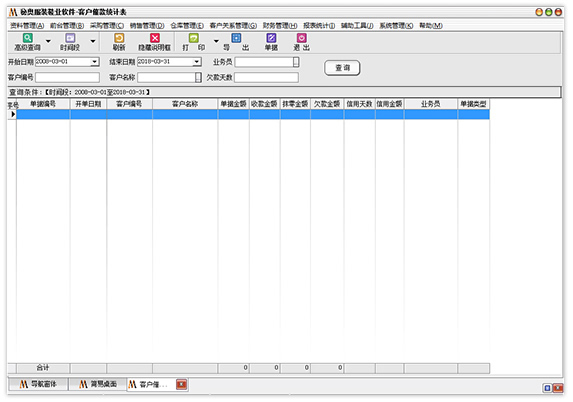 秘奥服装鞋业软件-客户催款统计表
资料管理(A) 前台管理(B) 采购管理(C) 销售管理(D) 仓库管理(E) 客户关系管理(G) 财务管理(H) 报表统计(I) 辅助工具(J) 系统管理(K) 帮助(M)
高级查询 时间段 刷新 隐藏说明框 打 印 导 出 单据 退 出
开始日期 2008-03-01 结束日期 2018-03-31 业务员
查 询
客户编号 客户名称 欠款天数
查询条件:【时间段: 2008-03-01至2018-03-31】
序号 单据编号 开单日期 客户编号 客户名称 单据金额 收款金额 抹零金额 欠款金额 信用天数 信用金额 业务员 单据类型
合计 0 0 0 0
导航窗体 简易桌面 客户催...